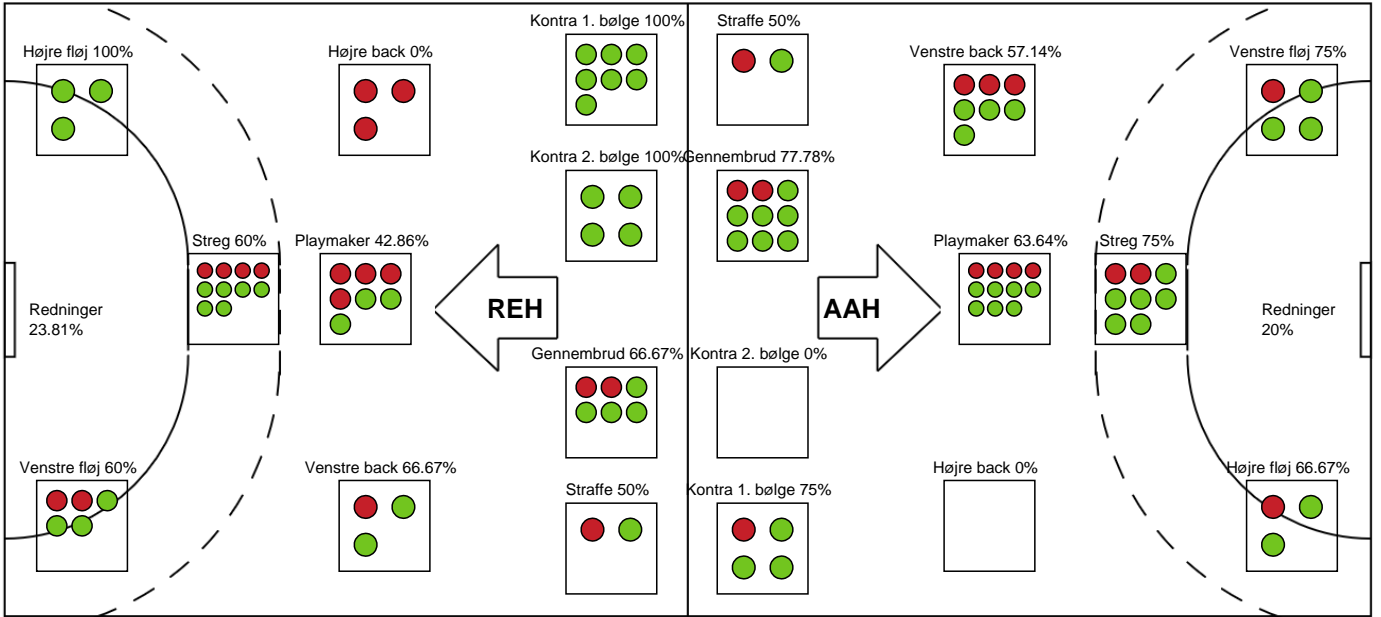 Kontra 1. bølge 100%
Straffe 50%
Højre fløj 100%
Højre back 0%
Venstre back 57.14%
Venstre fløj 75%
Kontra 2. bølge 100%
Gennembrud 77.78%
Streg 60%
Playmaker 42.86%
Playmaker 63.64%
Streg 75%
Redninger
23.81%
REH
AAH
Redninger
20%
Gennembrud 66.67%
Kontra 2. bølge 0%
Venstre fløj 60%
Venstre back 66.67%
Højre back 0%
Højre fløj 66.67%
Straffe 50%
Kontra 1. bølge 75%